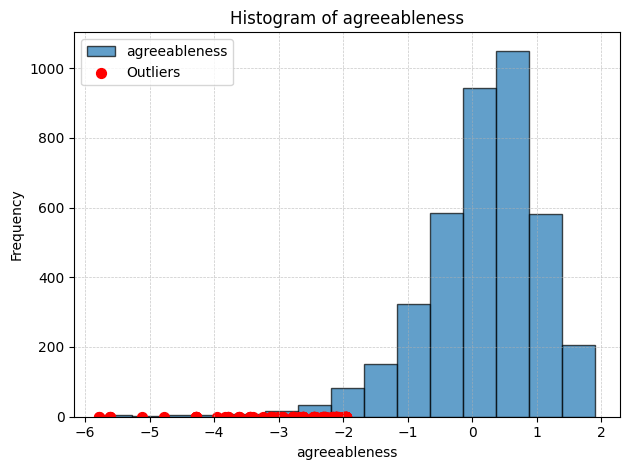 Histogram of agreeableness
agreeableness
Outliers
Frequency
1000
800
600
400
200
0
−6 −5 −4 −3 −2 −1 0 1 2
agreeableness